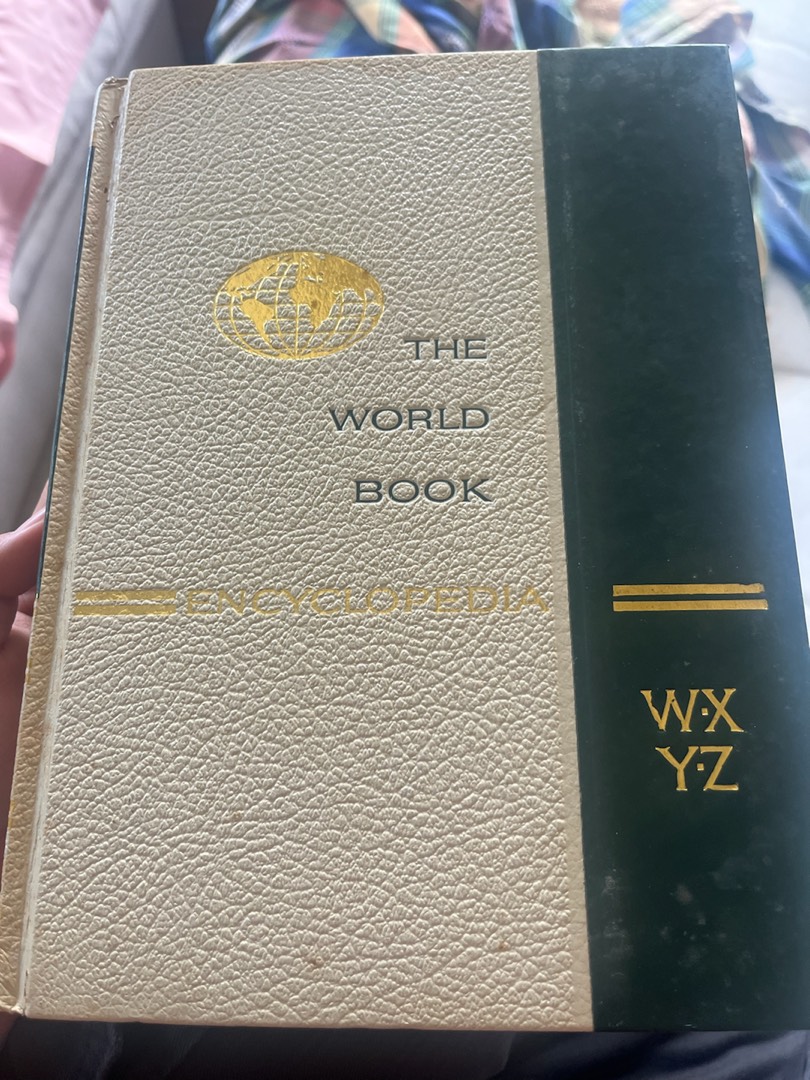 THE
WORLD
BOOK
ENCYCLOPEDIA
W·X
Y·Z